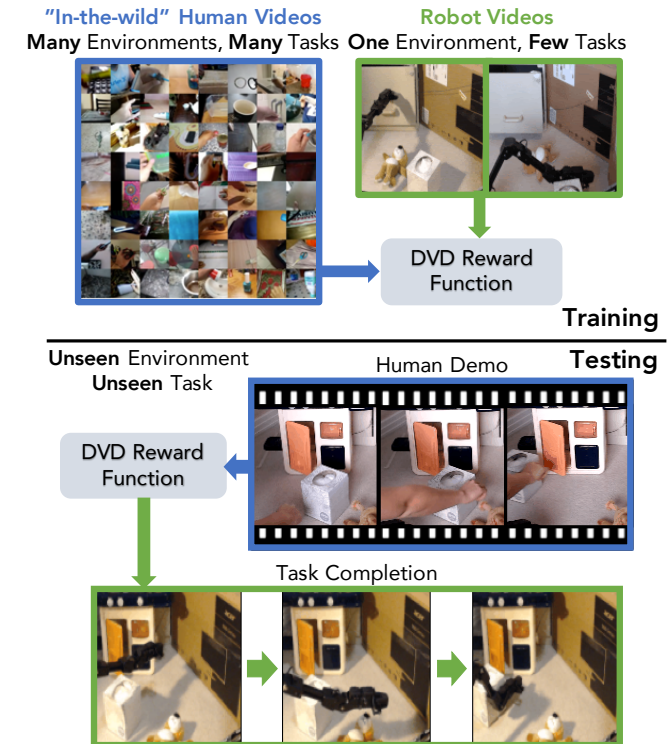 "In-the-wild" Human Videos
Many Environments, Many Tasks
Robot Videos
One Environment, Few Tasks
DVD Reward
Function
Training
Unseen Environment
Unseen Task
Testing
Human Demo
DVD Reward
Function
Task Completion